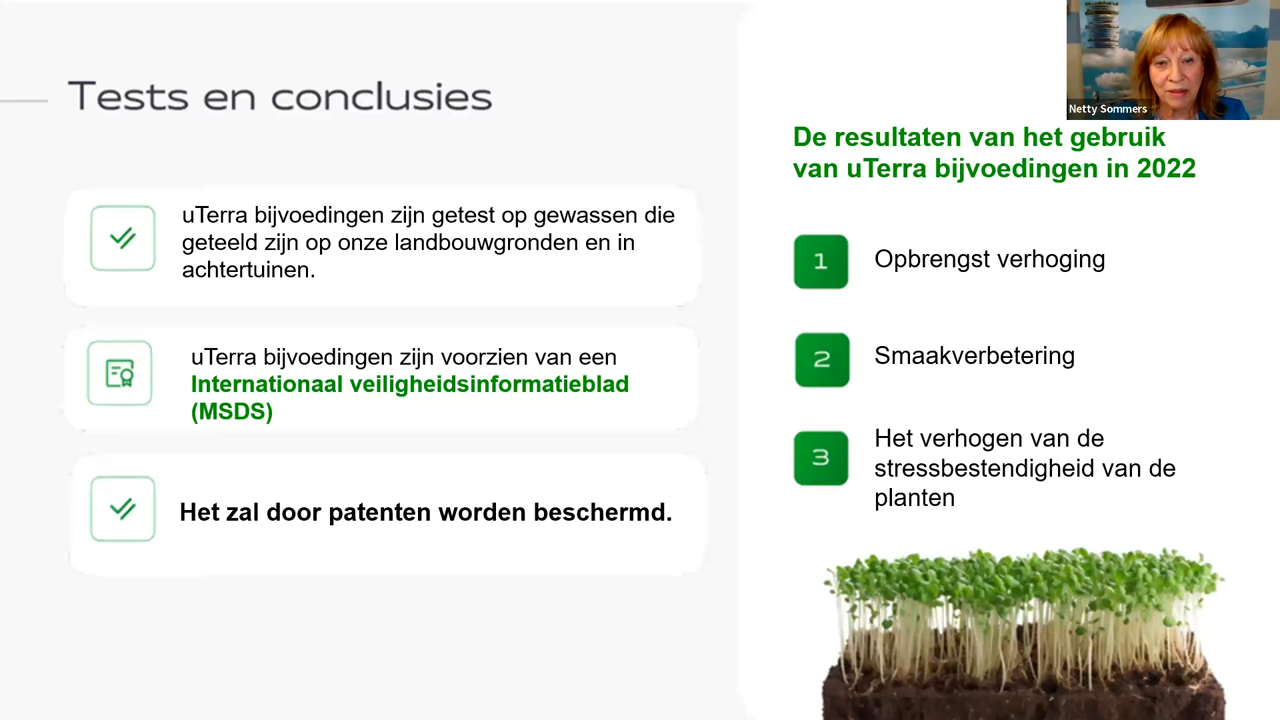 Tests en conclusies
uTerra bijvoedingen zijn getest op gewassen die
geteeld zijn op onze landbouwgronden en in
achtertuinen.
uTerra bijvoedingen zijn voorzien van een
Internationaal veiligheidsinformatieblad
(MSDS)
Het zal door patenten worden beschermd.
Netty Sommers
De resultaten van het gebruik
van uTerra bijvoedingen in 2022
1
Opbrengst verhoging
2
Smaakverbetering
3
Het verhogen van de
stressbestendigheid van de
planten